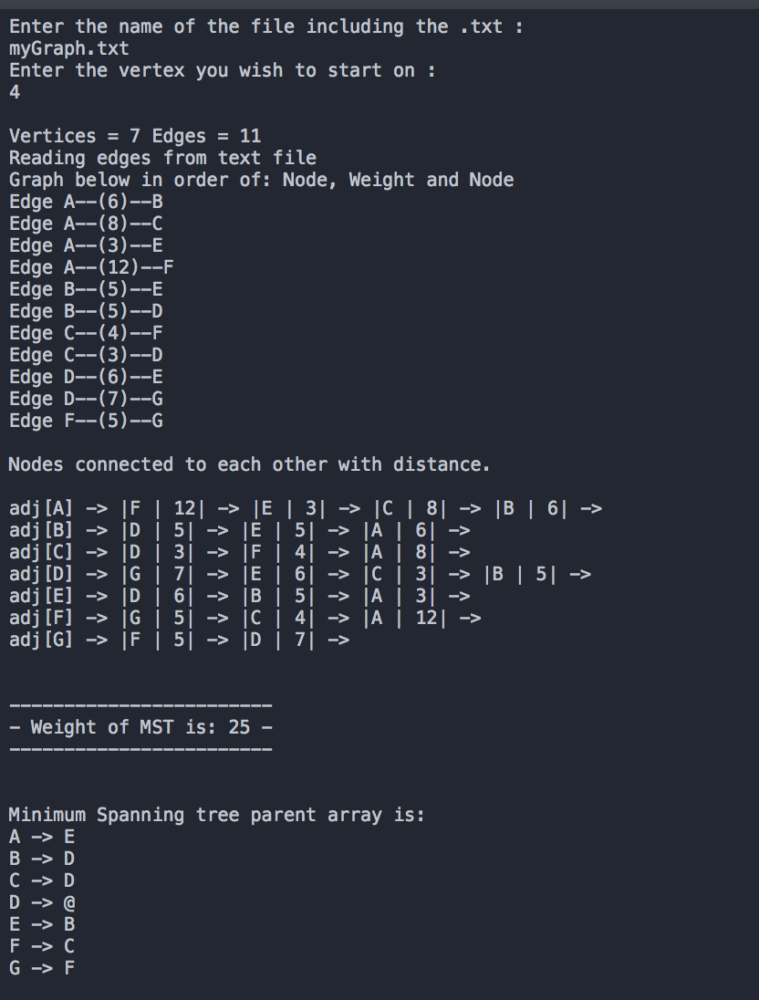 Enter the name of the file including the .txt :
myGraph.txt
Enter the vertex you wish to start on :
4
Vertices = 7 Edges = 11
Reading edges from text file
Graph below in order of: Node, Weight and Node
Edge A--(6)--B
Edge A--(8)--C
Edge A--(3)--E
Edge A--(12)--F
Edge B--(5)--E
Edge B--(5)--D
Edge C--(4)--F
Edge C--(3)--D
Edge D--(6)--E
Edge D--(7)--G
Edge F--(5)--G
Nodes connected to each other with distance.
adj[A] -> |F | 12| -> |E | 3| -> |C | 8| -> |B | 6| ->
adj[B] -> |D | 5| -> |E | 5| -> |A | 6| ->
adj[C] -> |D | 3| -> |F | 4| -> |A | 8| ->
adj[D] -> |G | 7| -> |E | 6| -> |C | 3| -> |B | 5| ->
adj[E] -> |D | 6| -> |B | 5| -> |A | 3| ->
adj[F] -> |G | 5| -> |C | 4| -> |A | 12| ->
adj[G] -> |F | 5| -> |D | 7| ->
------------------------
- Weight of MST is: 25 -
------------------------
Minimum Spanning tree parent array is:
A -> E
B -> D
C -> D
D -> @
E -> B
F -> C
G -> F